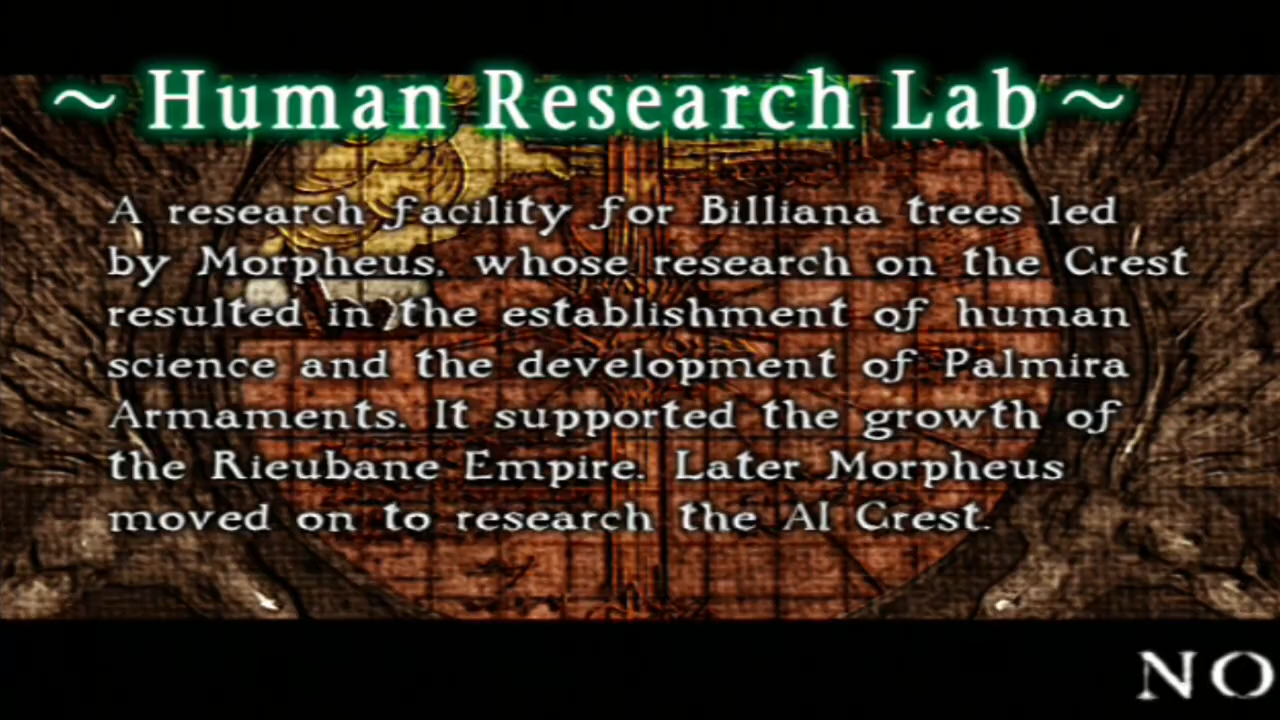 ~ Human Research Lab ~
A research facility for Billiana trees led
by Morpheus, whose research on the Crest
resulted in the establishment of human
science and the development of Palmira
Armaments. It supported the growth of
the Rieubane Empire. Later Morpheus
moved on to research the AI Crest.
NO